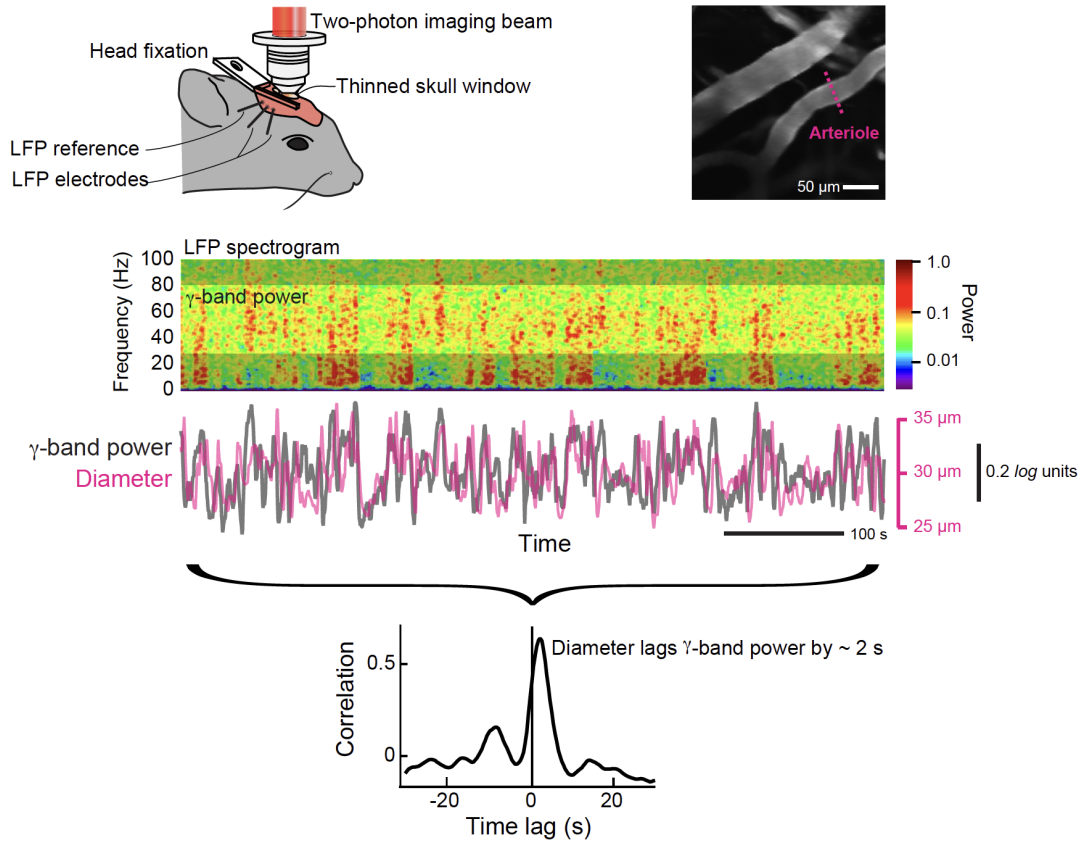 Two-photon imaging beam
Head fixation
Thinned skull window
LFP reference
LFP electrodes
Arteriole
50 µm
LFP spectrogram
Frequency (Hz)
100
80
60
40
20
0
γ-band power
1.0
0.1
0.01
Power
γ-band power
Diameter
35 µm
30 µm
25 µm
0.2 log units
100 s
Time
Correlation
0.5
0
Diameter lags γ-band power by ~ 2 s
-20
0
20
Time lag (s)